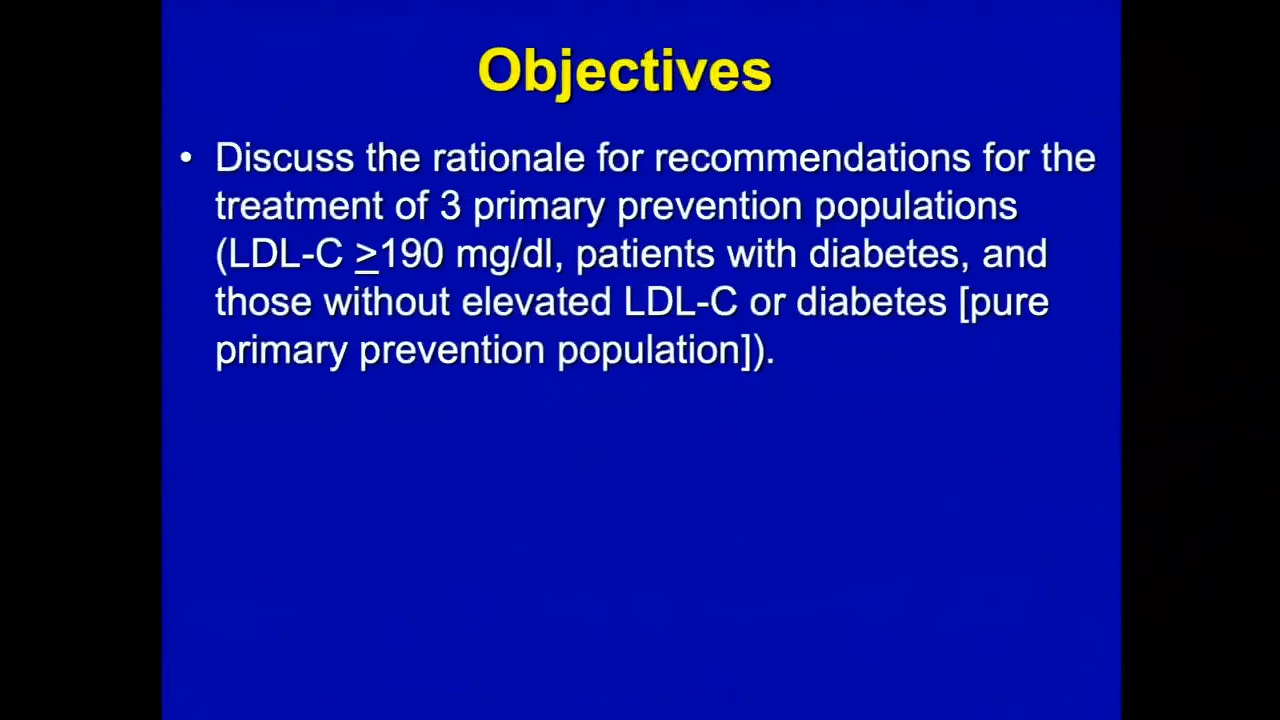 Objectives
• Discuss the rationale for recommendations for the
treatment of 3 primary prevention populations
(LDL-C ≥190 mg/dl, patients with diabetes, and
those without elevated LDL-C or diabetes [pure
primary prevention population]).